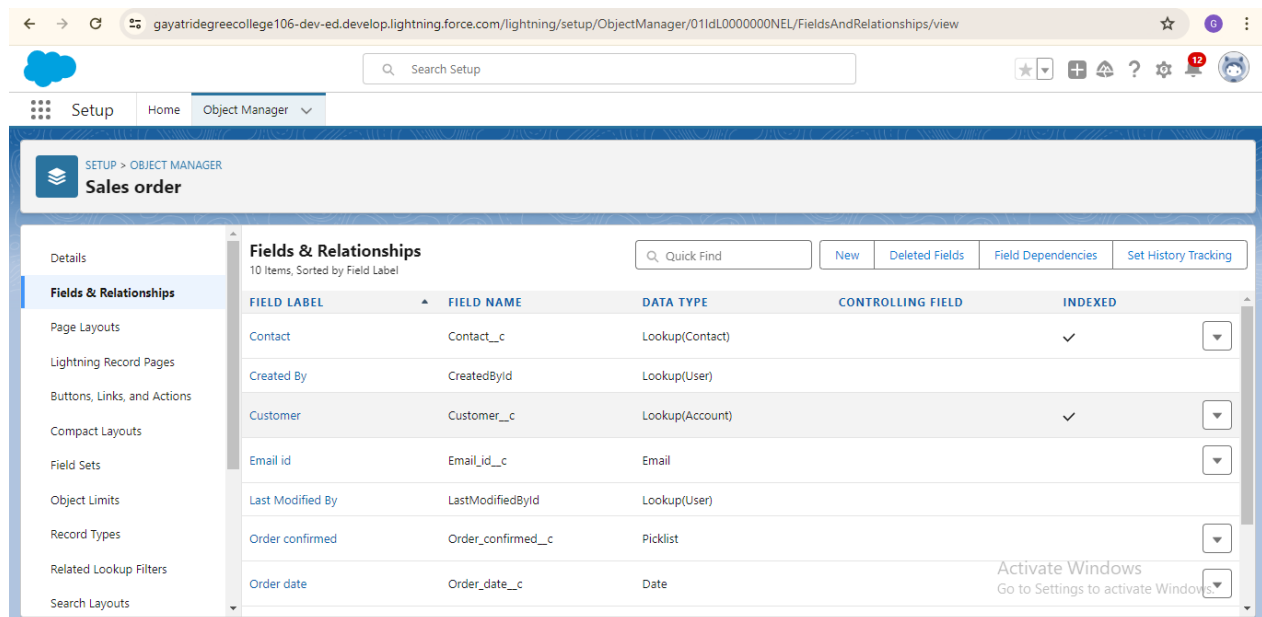 gayatridegreecollege106-dev-ed.develop.lightning.force.com/lightning/setup/ObjectManager/01IdL0000000NEL/FieldsAndRelationships/view
G
Search Setup
12
Setup Home Object Manager
SETUP > OBJECT MANAGER
Sales order
Details
Fields & Relationships
Page Layouts
Lightning Record Pages
Buttons, Links, and Actions
Compact Layouts
Field Sets
Object Limits
Record Types
Related Lookup Filters
Search Layouts
Fields & Relationships
10 Items, Sorted by Field Label
Quick Find
New Deleted Fields Field Dependencies Set History Tracking
FIELD LABEL FIELD NAME DATA TYPE CONTROLLING FIELD INDEXED
Contact Contact__c Lookup(Contact)
Created By CreatedById Lookup(User)
Customer Customer__c Lookup(Account)
Email id Email_id__c Email
Last Modified By LastModifiedById Lookup(User)
Order confirmed Order_confirmed__c Picklist
Order date Order_date__c Date
Activate Windows
Go to Settings to activate Windows.